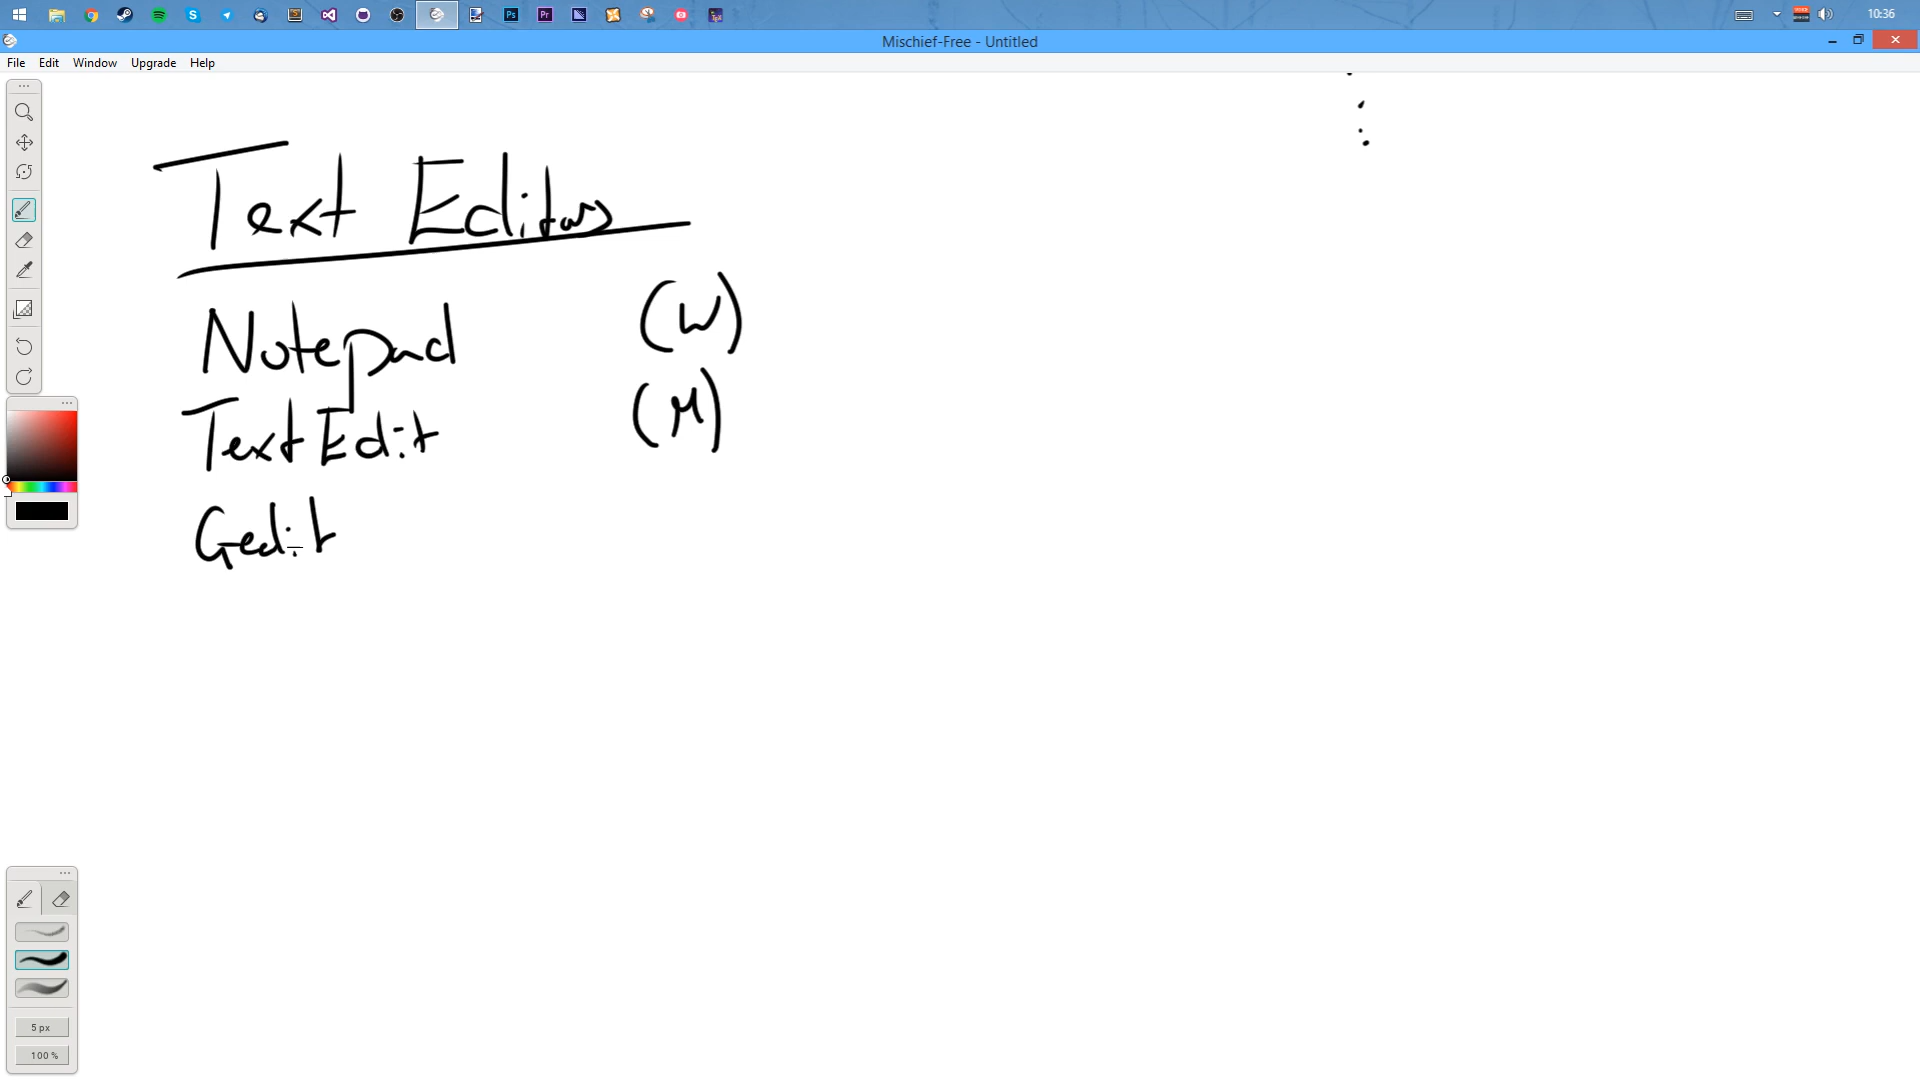 10:36
Mischief-Free - Untitled
File Edit Window Upgrade Help
Text Editors
Notepad (W)
TextEdit (M)
Gedit
5 px
100 %